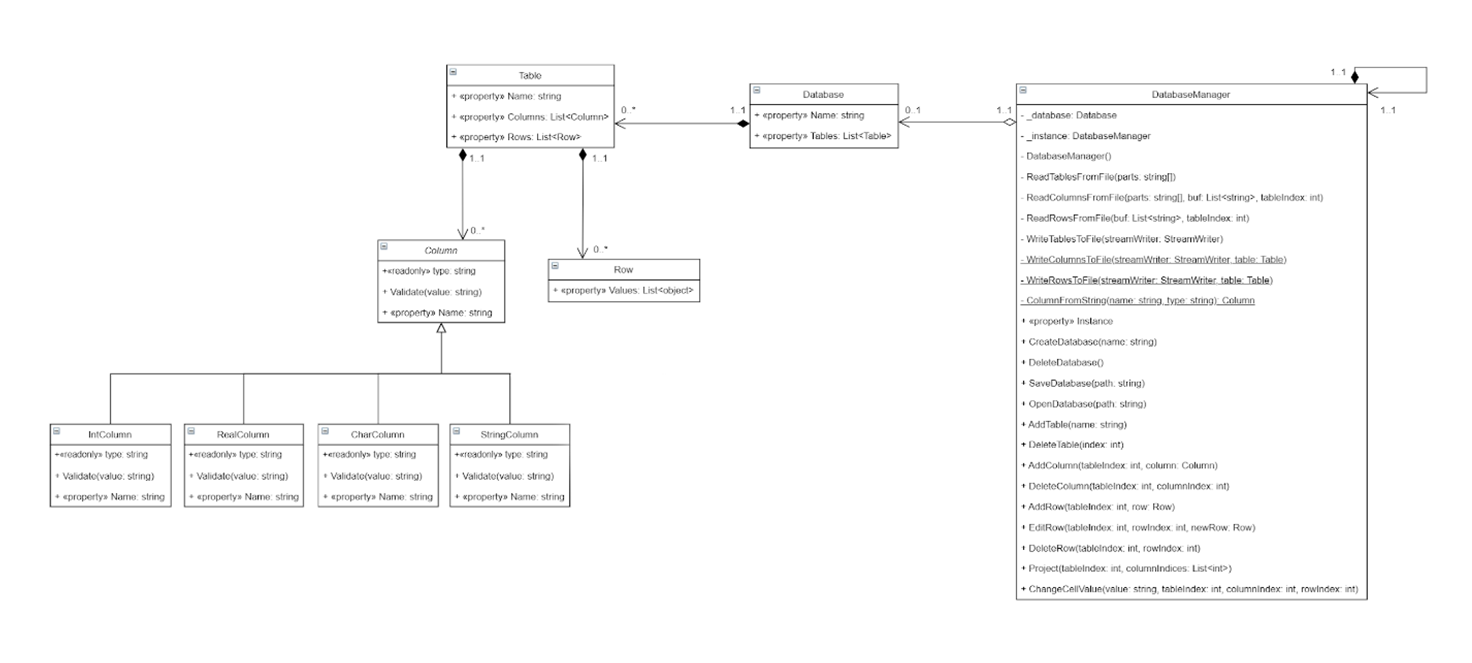 Table
+ «property» Name: string
+ «property» Columns: List<Column>
+ «property» Rows: List<Row>
0..*
1..1
Database
+ «property» Name: string
+ «property» Tables: List<Table>
0..1
1..1
1..1
1..1
DatabaseManager
- _database: Database
- _instance: DatabaseManager
- DatabaseManager()
- ReadTablesFromFile(parts: string[])
- ReadColumnsFromFile(parts: string[], buf: List<string>, tableIndex: int)
- ReadRowsFromFile(buf: List<string>, tableIndex: int)
- WriteTablesToFile(streamWriter: StreamWriter)
- WriteColumnsToFile(streamWriter: StreamWriter, table: Table)
- WriteRowsToFile(streamWriter: StreamWriter, table: Table)
- ColumnFromString(name: string, type: string): Column
+ «property» Instance
+ CreateDatabase(name: string)
+ DeleteDatabase()
+ SaveDatabase(path: string)
+ OpenDatabase(path: string)
+ AddTable(name: string)
+ DeleteTable(index: int)
+ AddColumn(tableIndex: int, column: Column)
+ DeleteColumn(tableIndex: int, columnIndex: int)
+ AddRow(tableIndex: int, row: Row)
+ EditRow(tableIndex: int, rowIndex: int, newRow: Row)
+ DeleteRow(tableIndex: int, rowIndex: int)
+ Project(tableIndex: int, columnIndices: List<int>)
+ ChangeCellValue(value: string, tableIndex: int, columnIndex: int, rowIndex: int)
1..1
1..1
0..*
0..*
Column
+«readonly» type: string
+ Validate(value: string)
+ «property» Name: string
Row
+ «property» Values: List<object>
IntColumn
+«readonly» type: string
+ Validate(value: string)
+ «property» Name: string
RealColumn
+«readonly» type: string
+ Validate(value: string)
+ «property» Name: string
CharColumn
+«readonly» type: string
+ Validate(value: string)
+ «property» Name: string
StringColumn
+«readonly» type: string
+ Validate(value: string)
+ «property» Name: string